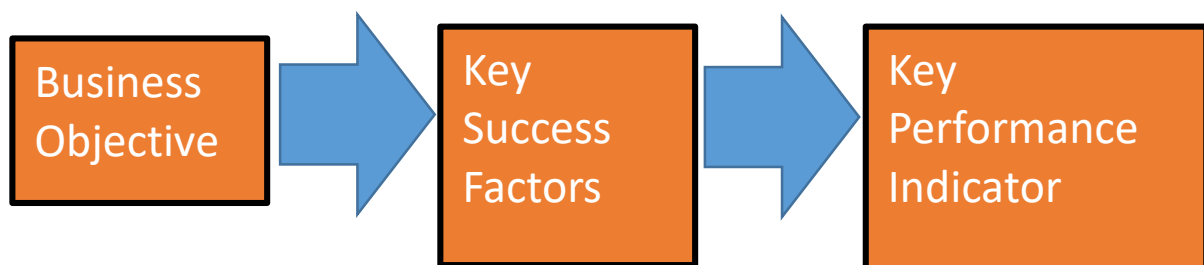 Business
Objective
Key
Success
Factors
Key
Performance
Indicator